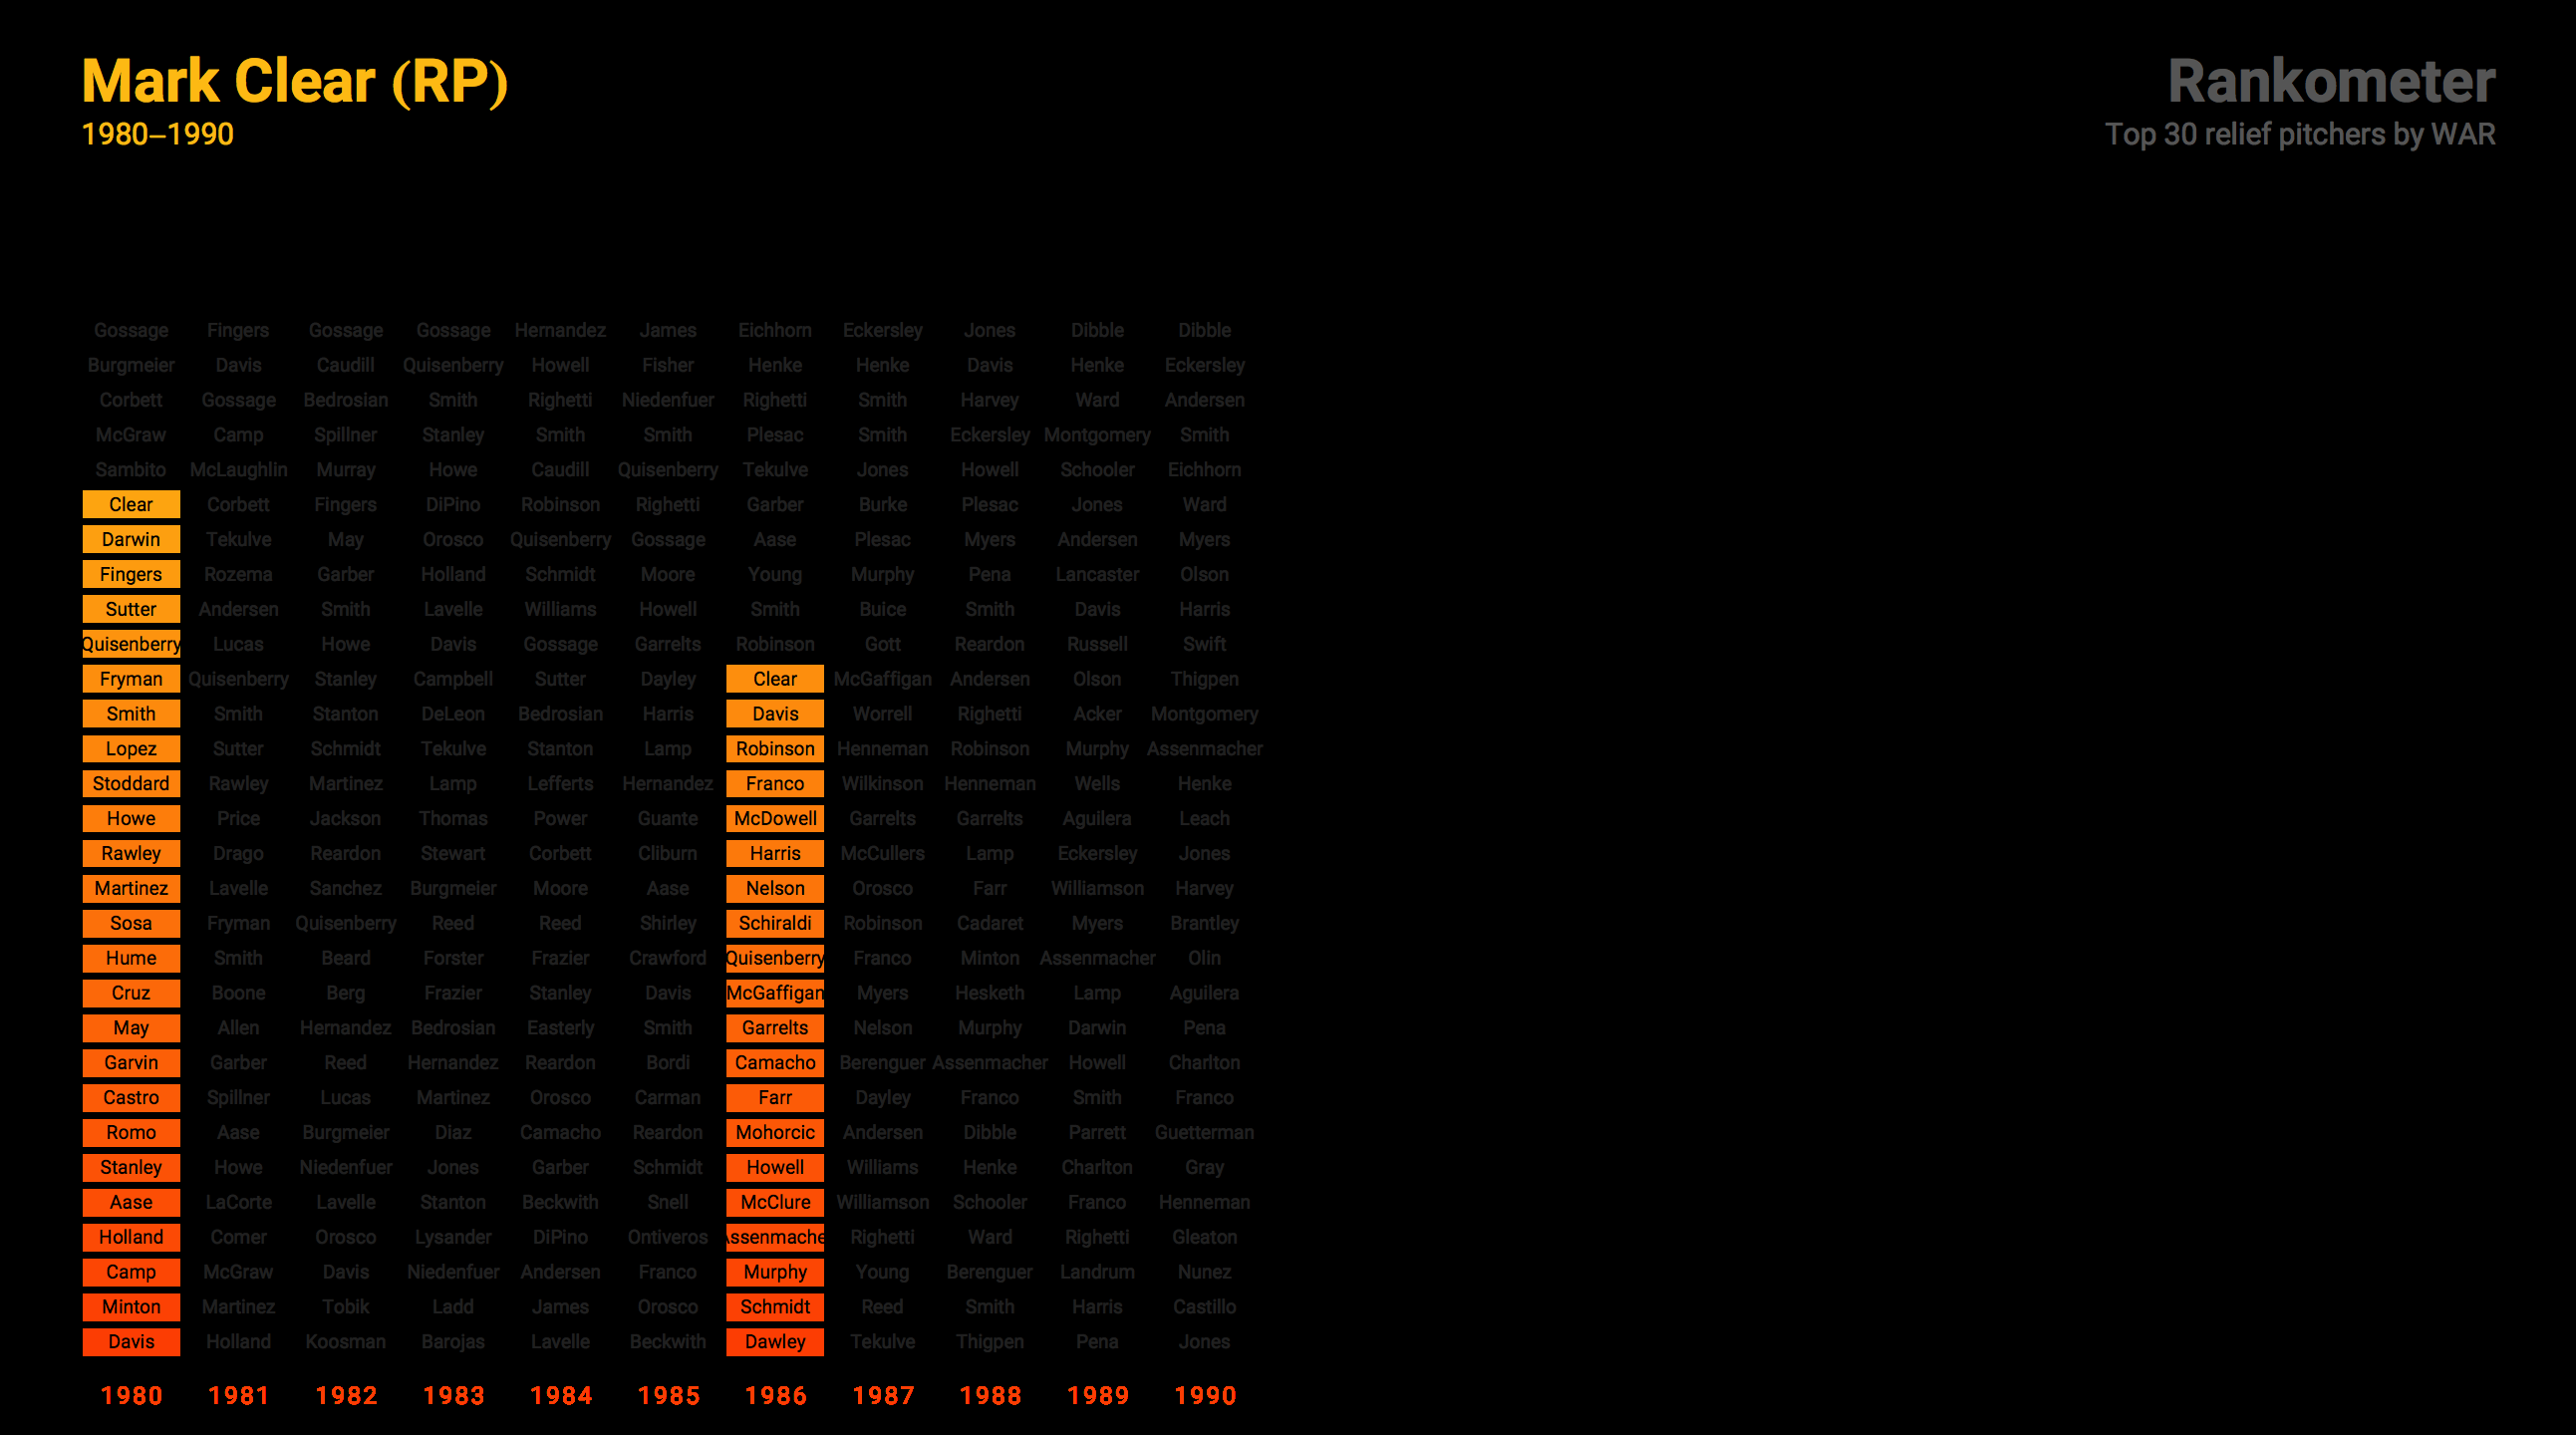 Mark Clear (RP)
1980–1990
Rankometer
Top 30 relief pitchers by WAR
Gossage Fingers Gossage Gossage Hernandez James Eichhorn Eckersley Jones Dibble Dibble
Burgmeier Davis Caudill Quisenberry Howell Fisher Henke Henke Davis Henke Eckersley
Corbett Gossage Bedrosian Smith Righetti Niedenfuer Righetti Smith Harvey Ward Andersen
McGraw Camp Spillner Stanley Smith Smith Plesac Smith Eckersley Montgomery Smith
Sambito McLaughlin Murray Howe Caudill Quisenberry Tekulve Jones Howell Schooler Eichhorn
Clear Corbett Fingers DiPino Robinson Righetti Garber Burke Plesac Jones Ward
Darwin Tekulve May Orosco Quisenberry Gossage Aase Plesac Myers Andersen Myers
Fingers Rozema Garber Holland Schmidt Moore Young Murphy Pena Lancaster Olson
Sutter Andersen Smith Lavelle Williams Howell Smith Buice Smith Davis Harris
Quisenberry Lucas Howe Davis Gossage Garrelts Robinson Gott Reardon Russell Swift
Fryman Quisenberry Stanley Campbell Sutter Dayley Clear McGaffigan Andersen Olson Thigpen
Smith Smith Stanton DeLeon Bedrosian Harris Davis Worrell Righetti Acker Montgomery
Lopez Sutter Schmidt Tekulve Stanton Lamp Robinson Henneman Robinson Murphy Assenmacher
Stoddard Rawley Martinez Lamp Lefferts Hernandez Franco Wilkinson Henneman Wells Henke
Howe Price Jackson Thomas Power Guante McDowell Garrelts Garrelts Aguilera Leach
Rawley Drago Reardon Stewart Corbett Cliburn Harris McCullers Lamp Eckersley Jones
Martinez Lavelle Sanchez Burgmeier Moore Aase Nelson Orosco Farr Williamson Harvey
Sosa Fryman Quisenberry Reed Reed Shirley Schiraldi Robinson Cadaret Myers Brantley
Hume Smith Beard Forster Frazier Crawford Quisenberry Franco Minton Assenmacher Olin
Cruz Boone Berg Frazier Stanley Davis McGaffigan Myers Hesketh Lamp Aguilera
May Allen Hernandez Bedrosian Easterly Smith Garrelts Nelson Murphy Darwin Pena
Garvin Garber Reed Hernandez Reardon Bordi Camacho Berenguer Assenmacher Howell Charlton
Castro Spillner Lucas Martinez Orosco Carman Farr Dayley Franco Smith Franco
Romo Aase Burgmeier Diaz Camacho Reardon Mohorcic Andersen Dibble Parrett Guetterman
Stanley Howe Niedenfuer Jones Garber Schmidt Howell Williams Henke Charlton Gray
Aase LaCorte Lavelle Stanton Beckwith Snell McClure Williamson Schooler Franco Henneman
Holland Comer Orosco Lysander DiPino Ontiveros Assenmacher Righetti Ward Righetti Gleaton
Camp McGraw Davis Niedenfuer Andersen Franco Murphy Young Berenguer Landrum Nunez
Minton Martinez Tobik Ladd James Orosco Schmidt Reed Smith Harris Castillo
Davis Holland Koosman Barojas Lavelle Beckwith Dawley Tekulve Thigpen Pena Jones
1980 1981 1982 1983 1984 1985 1986 1987 1988 1989 1990